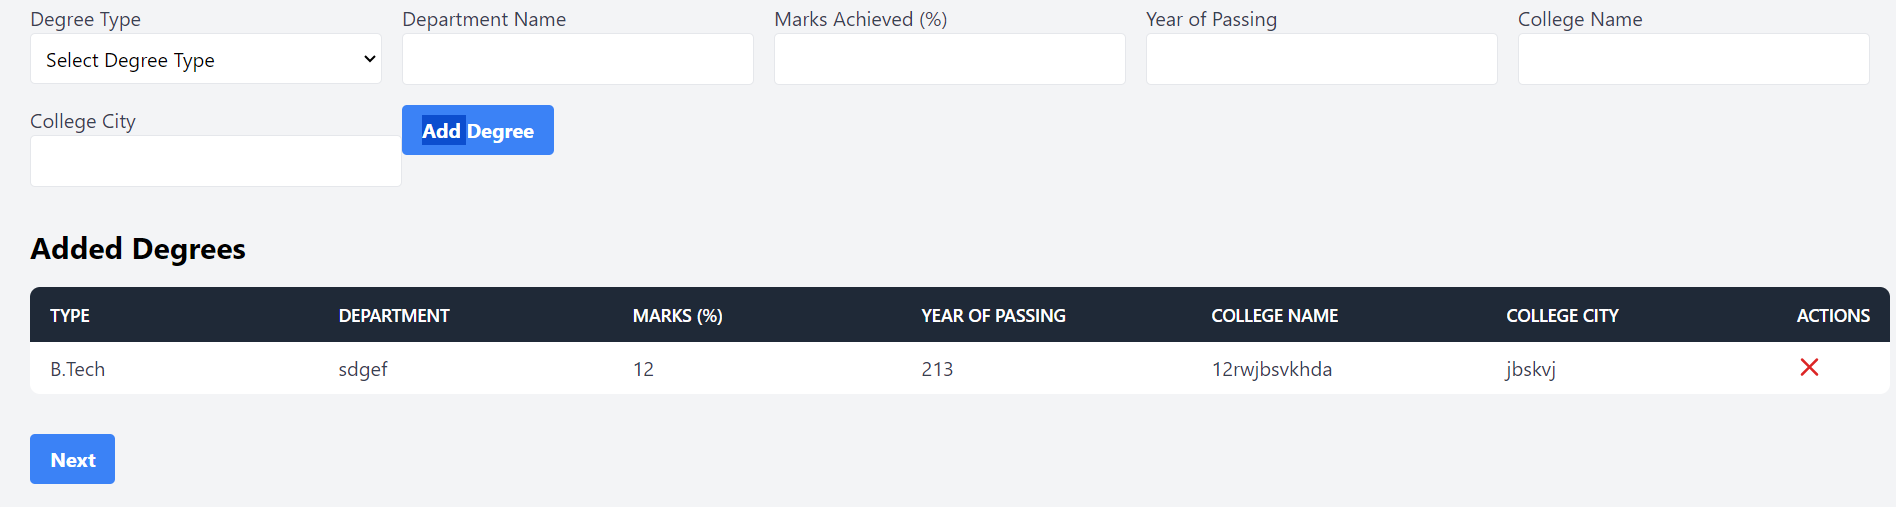 Degree Type Department Name Marks Achieved (%) Year of Passing College Name
Select Degree Type
College City
Add Degree
Added Degrees
TYPE DEPARTMENT MARKS (%) YEAR OF PASSING COLLEGE NAME COLLEGE CITY ACTIONS
B.Tech sdgef 12 213 12rwjbsvkhda jbskvj
Next